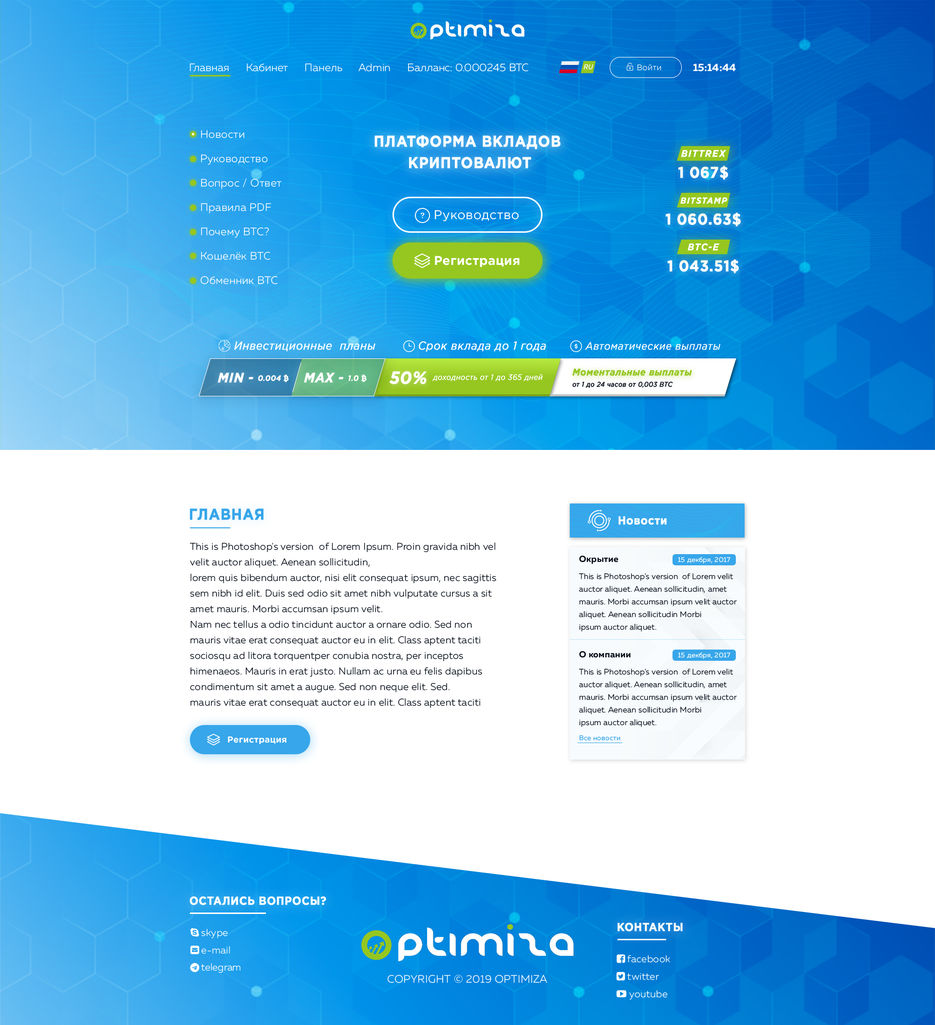 Optimiza
Главная Кабинет Панель Admin Балланс: 0.000245 BTC RU Войти 15:14:44
Новости
Руководство
Вопрос / Ответ
Правила PDF
Почему BTC?
Кошелёк BTC
Обменник BTC
ПЛАТФОРМА ВКЛАДОВ
КРИПТОВАЛЮТ
Руководство
Регистрация
BITTREX
1 067$
BITSTAMP
1 060.63$
BTC-E
1 043.51$
Инвестиционные планы
Срок вклада до 1 года
Автоматические выплаты
MIN - 0.004 ฿
MAX - 1.0 ฿
50% доходность от 1 до 365 дней
Моментальные выплаты
от 1 до 24 часов от 0,003 BTC
ГЛАВНАЯ
This is Photoshop's version of Lorem Ipsum. Proin gravida nibh vel
velit auctor aliquet. Aenean sollicitudin,
lorem quis bibendum auctor, nisi elit consequat ipsum, nec sagittis
sem nibh id elit. Duis sed odio sit amet nibh vulputate cursus a sit
amet mauris. Morbi accumsan ipsum velit.
Nam nec tellus a odio tincidunt auctor a ornare odio. Sed non
mauris vitae erat consequat auctor eu in elit. Class aptent taciti
sociosqu ad litora torquentper conubia nostra, per inceptos
himenaeos. Mauris in erat justo. Nullam ac urna eu felis dapibus
condimentum sit amet a augue. Sed non neque elit. Sed.
mauris vitae erat consequat auctor eu in elit. Class aptent taciti
Регистрация
Новости
Окрытие 15 декбря, 2017
This is Photoshop's version of Lorem velit
auctor aliquet. Aenean sollicitudin, amet
mauris. Morbi accumsan ipsum velit auctor
aliquet. Aenean sollicitudin Morbi
ipsum auctor aliquet.
О компании 15 декбря, 2017
This is Photoshop's version of Lorem velit
auctor aliquet. Aenean sollicitudin, amet
mauris. Morbi accumsan ipsum velit auctor
aliquet. Aenean sollicitudin Morbi
ipsum auctor aliquet.
Все новости
ОСТАЛИСЬ ВОПРОСЫ?
skype
e-mail
telegram
Optimiza
COPYRIGHT © 2019 OPTIMIZA
КОНТАКТЫ
facebook
twitter
youtube